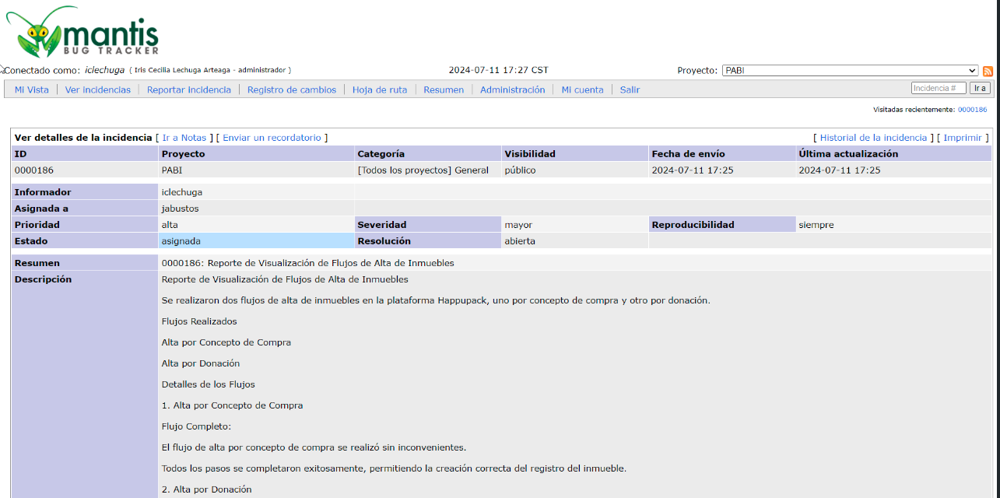 mantis
BUG TRACKER
Conectado como: iclechuga ( Iris Cecilia Lechuga Arteaga - administrador ) 2024-07-11 17:27 CST Proyecto: PABI
Mi Vista | Ver incidencias | Reportar incidencia | Registro de cambios | Hoja de ruta | Resumen | Administración | Mi cuenta | Salir Incidencia # Ir a
Visitadas recientemente: 0000186
Ver detalles de la incidencia [ Ir a Notas ] [ Enviar un recordatorio ] [ Historial de la incidencia ] [ Imprimir ]
ID Proyecto Categoría Visibilidad Fecha de envío Última actualización
0000186 PABI [Todos los proyectos] General público 2024-07-11 17:25 2024-07-11 17:25
Informador iclechuga
Asignada a jabustos
Prioridad alta Severidad mayor Reproducibilidad siempre
Estado asignada Resolución abierta
Resumen 0000186: Reporte de Visualización de Flujos de Alta de Inmuebles
Descripción Reporte de Visualización de Flujos de Alta de Inmuebles
Se realizaron dos flujos de alta de inmuebles en la plataforma Happupack, uno por concepto de compra y otro por donación.
Flujos Realizados
Alta por Concepto de Compra
Alta por Donación
Detalles de los Flujos
1. Alta por Concepto de Compra
Flujo Completo:
El flujo de alta por concepto de compra se realizó sin inconvenientes.
Todos los pasos se completaron exitosamente, permitiendo la creación correcta del registro del inmueble.
2. Alta por Donación